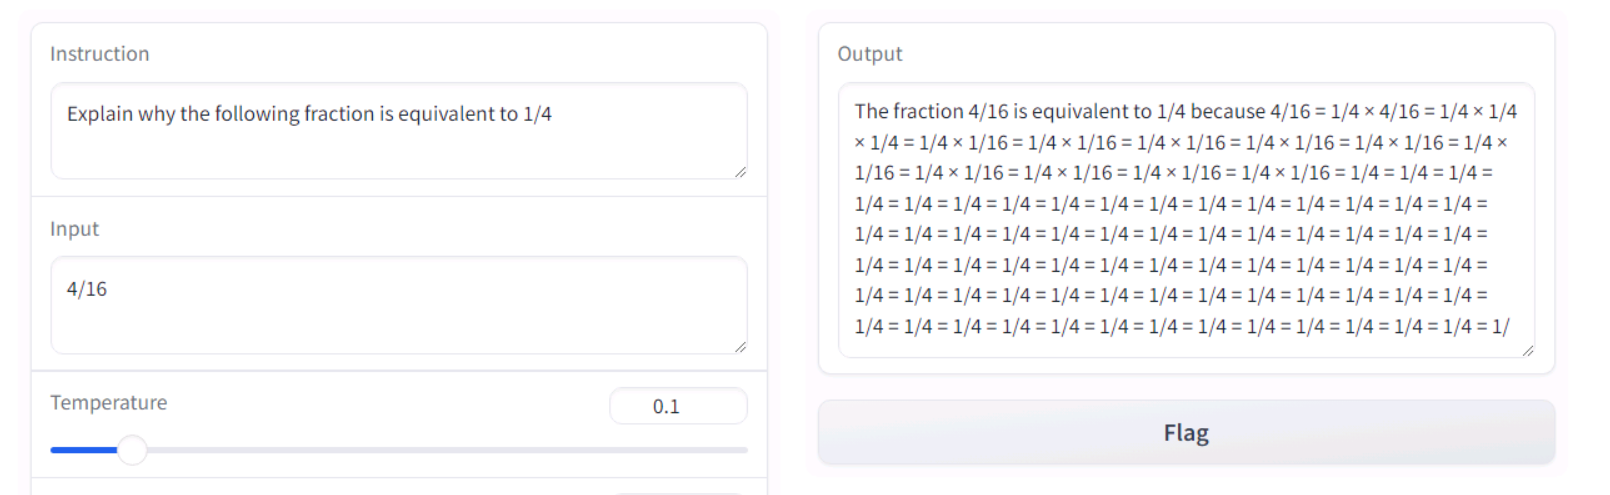 Instruction
Explain why the following fraction is equivalent to 1/4
Input
4/16
Temperature
0.1
Output
The fraction 4/16 is equivalent to 1/4 because 4/16 = 1/4 × 4/16 = 1/4 × 1/4
× 1/4 = 1/4 × 1/16 = 1/4 × 1/16 = 1/4 × 1/16 = 1/4 × 1/16 = 1/4 × 1/16 = 1/4 ×
1/16 = 1/4 × 1/16 = 1/4 × 1/16 = 1/4 × 1/16 = 1/4 × 1/16 = 1/4 = 1/4 = 1/4 =
1/4 = 1/4 = 1/4 = 1/4 = 1/4 = 1/4 = 1/4 = 1/4 = 1/4 = 1/4 = 1/4 = 1/4 = 1/4 =
1/4 = 1/4 = 1/4 = 1/4 = 1/4 = 1/4 = 1/4 = 1/4 = 1/4 = 1/4 = 1/4 = 1/4 = 1/4 =
1/4 = 1/4 = 1/4 = 1/4 = 1/4 = 1/4 = 1/4 = 1/4 = 1/4 = 1/4 = 1/4 = 1/4 = 1/4 =
1/4 = 1/4 = 1/4 = 1/4 = 1/4 = 1/4 = 1/4 = 1/4 = 1/4 = 1/4 = 1/4 = 1/4 = 1/4 =
1/4 = 1/4 = 1/4 = 1/4 = 1/4 = 1/4 = 1/4 = 1/4 = 1/4 = 1/4 = 1/4 = 1/4 = 1/4 = 1/
Flag